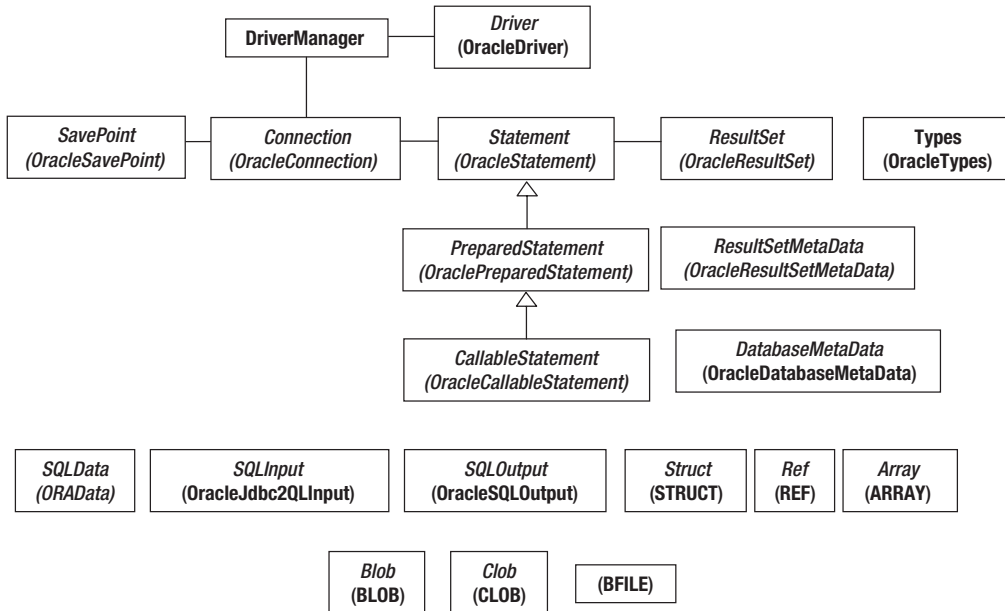 DriverManager
Driver
(OracleDriver)
SavePoint
(OracleSavePoint)
Connection
(OracleConnection)
Statement
(OracleStatement)
ResultSet
(OracleResultSet)
Types
(OracleTypes)
PreparedStatement
(OraclePreparedStatement)
ResultSetMetaData
(OracleResultSetMetaData)
CallableStatement
(OracleCallableStatement)
DatabaseMetaData
(OracleDatabaseMetaData)
SQLData
(ORAData)
SQLInput
(OracleJdbc2QLInput)
SQLOutput
(OracleSQLOutput)
Struct
(STRUCT)
Ref
(REF)
Array
(ARRAY)
Blob
(BLOB)
Clob
(CLOB)
(BFILE)